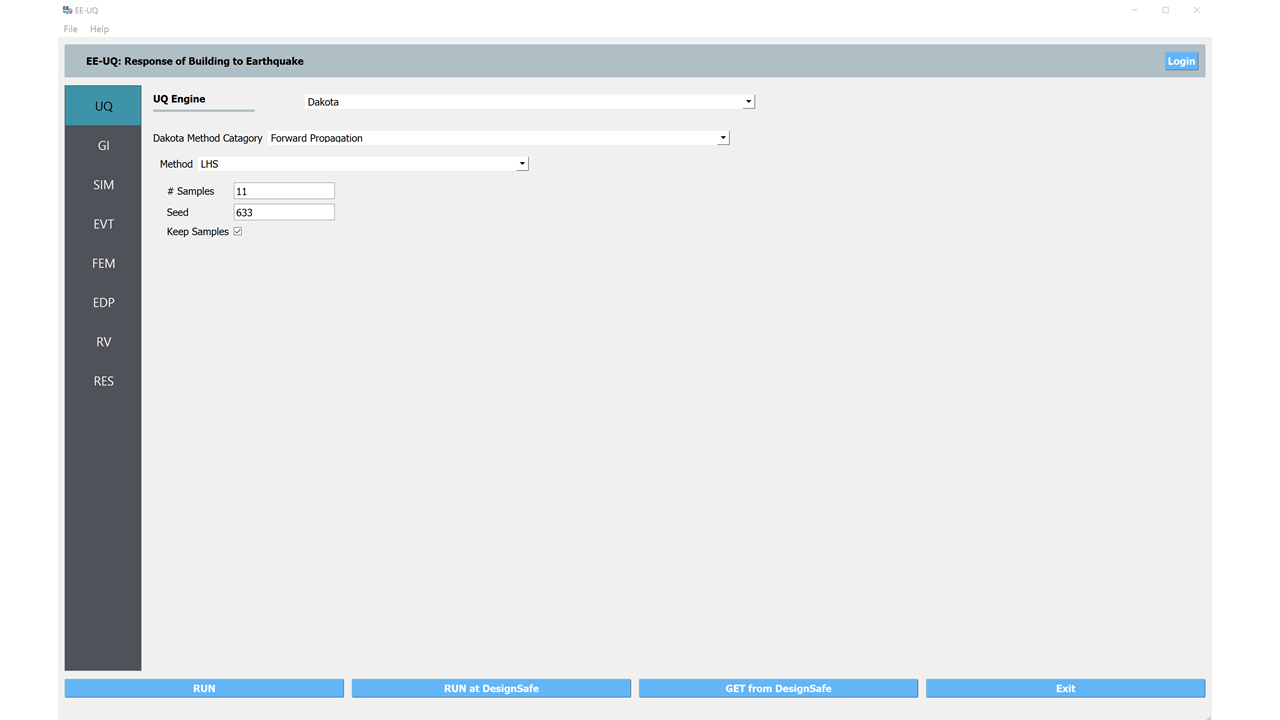 EE-UQ
File Help
EE-UQ: Response of Building to Earthquake Login
UQ UQ Engine Dakota
Dakota Method Catagory Forward Propagation
GI
Method LHS
SIM # Samples 11
Seed 633
EVT Keep Samples
FEM
EDP
RV
RES
RUN RUN at DesignSafe GET from DesignSafe Exit